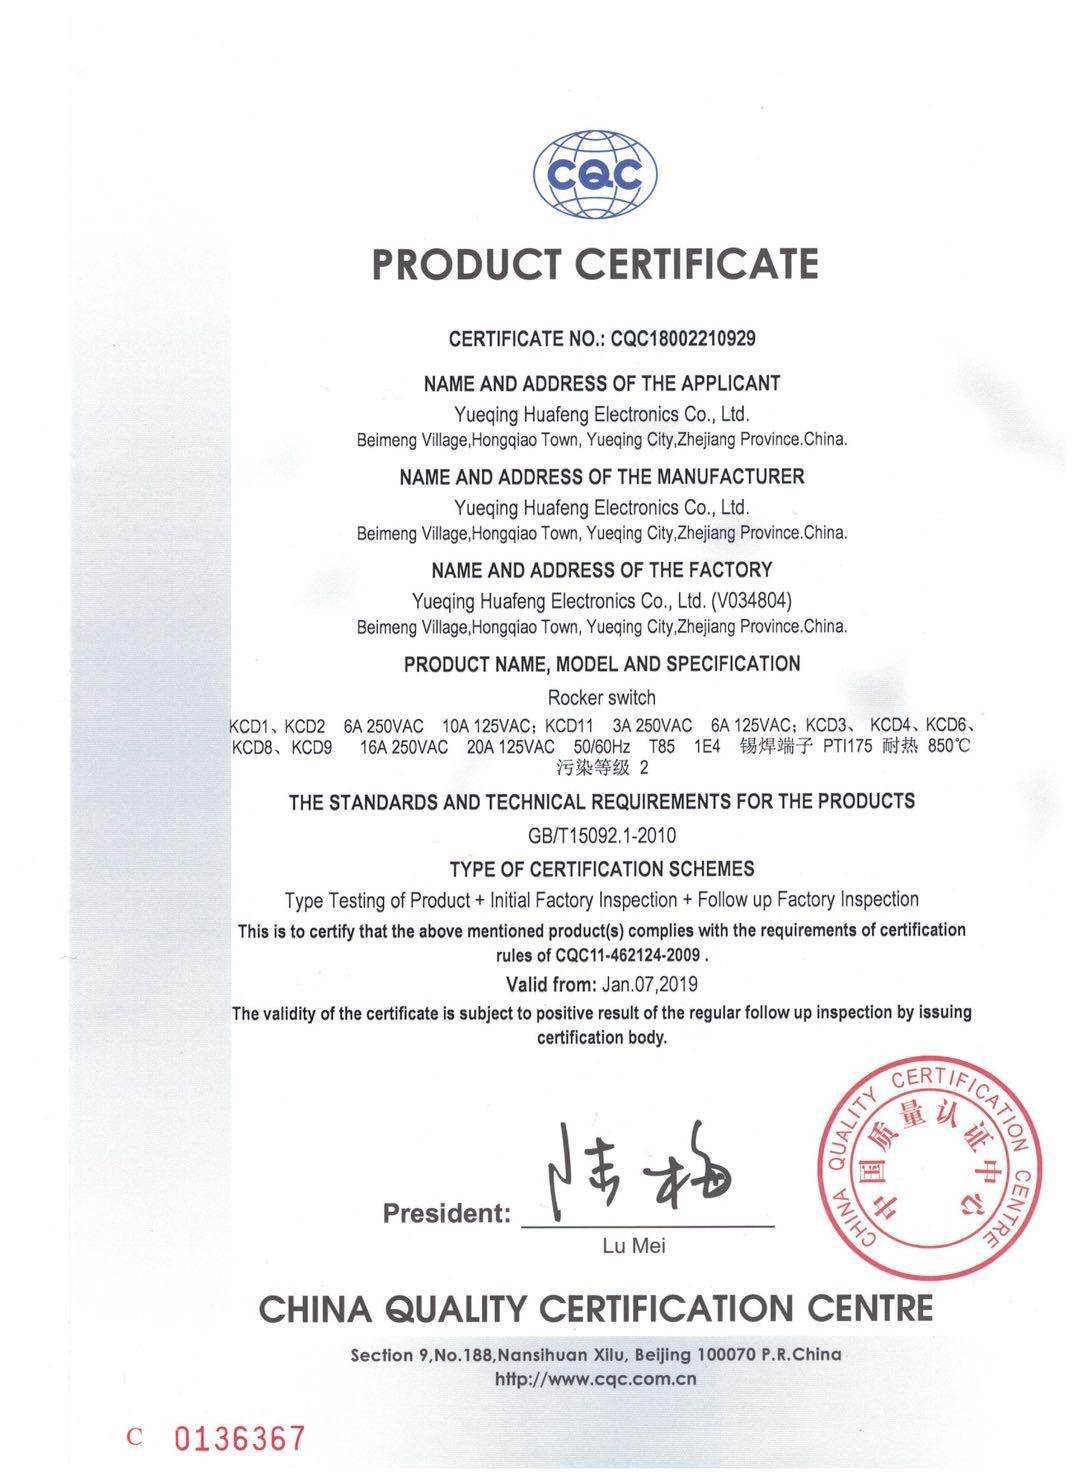 CQC
PRODUCT CERTIFICATE
CERTIFICATE NO.: CQC18002210929
NAME AND ADDRESS OF THE APPLICANT
Yueqing Huafeng Electronics Co., Ltd.
Beimeng Village,Hongqiao Town, Yueqing City,Zhejiang Province.China.
NAME AND ADDRESS OF THE MANUFACTURER
Yueqing Huafeng Electronics Co., Ltd.
Beimeng Village,Hongqiao Town, Yueqing City,Zhejiang Province.China.
NAME AND ADDRESS OF THE FACTORY
Yueqing Huafeng Electronics Co., Ltd. (V034804)
Beimeng Village,Hongqiao Town, Yueqing City,Zhejiang Province.China.
PRODUCT NAME, MODEL AND SPECIFICATION
Rocker switch
KCD1、KCD2 6A 250VAC 10A 125VAC; KCD11 3A 250VAC 6A 125VAC; KCD3、 KCD4、KCD6、
KCD8、KCD9 16A 250VAC 20A 125VAC 50/60Hz T85 1E4 锡焊端子 PTI175 耐热 850℃
污染等级 2
THE STANDARDS AND TECHNICAL REQUIREMENTS FOR THE PRODUCTS
GB/T15092.1-2010
TYPE OF CERTIFICATION SCHEMES
Type Testing of Product + Initial Factory Inspection + Follow up Factory Inspection
This is to certify that the above mentioned product(s) complies with the requirements of certification
rules of CQC11-462124-2009 .
Valid from: Jan.07,2019
The validity of the certificate is subject to positive result of the regular follow up inspection by issuing
certification body.
CHINA QUALITY CERTIFICATION CENTRE
中国质量认证中心
陆梅
President:
Lu Mei
CHINA QUALITY CERTIFICATION CENTRE
Section 9,No.188,Nansihuan Xilu, Beijing 100070 P.R.China
http://www.cqc.com.cn
C 0136367